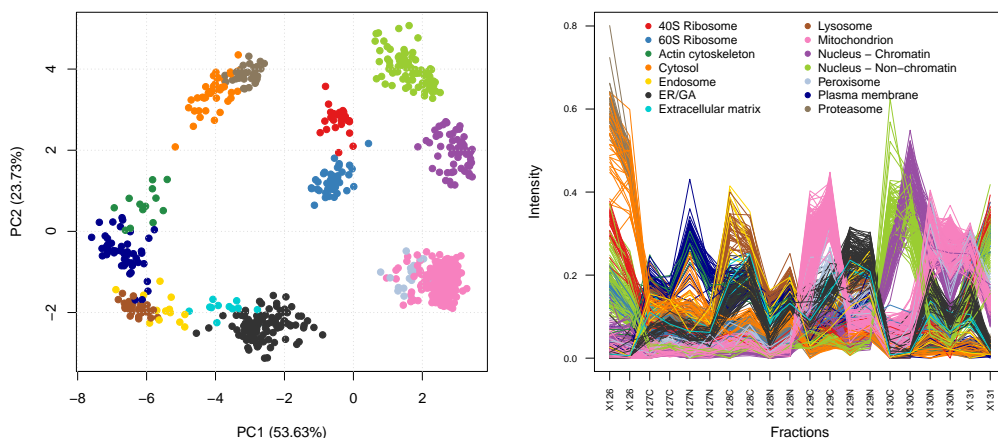 PC2 (23.73%)
4
2
0
−2
−8
−6
−4
−2
0
2
PC1 (53.63%)
Intensity
0.8
0.6
0.4
0.2
0.0
40S Ribosome
60S Ribosome
Actin cytoskeleton
Cytosol
Endosome
ER/GA
Extracellular matrix
Lysosome
Mitochondrion
Nucleus − Chromatin
Nucleus − Non−chromatin
Peroxisome
Plasma membrane
Proteasome
X126
X126
X127C
X127C
X127N
X127N
X128C
X128C
X128N
X128N
X129C
X129C
X129N
X129N
X130C
X130C
X130N
X130N
X131
X131
Fractions